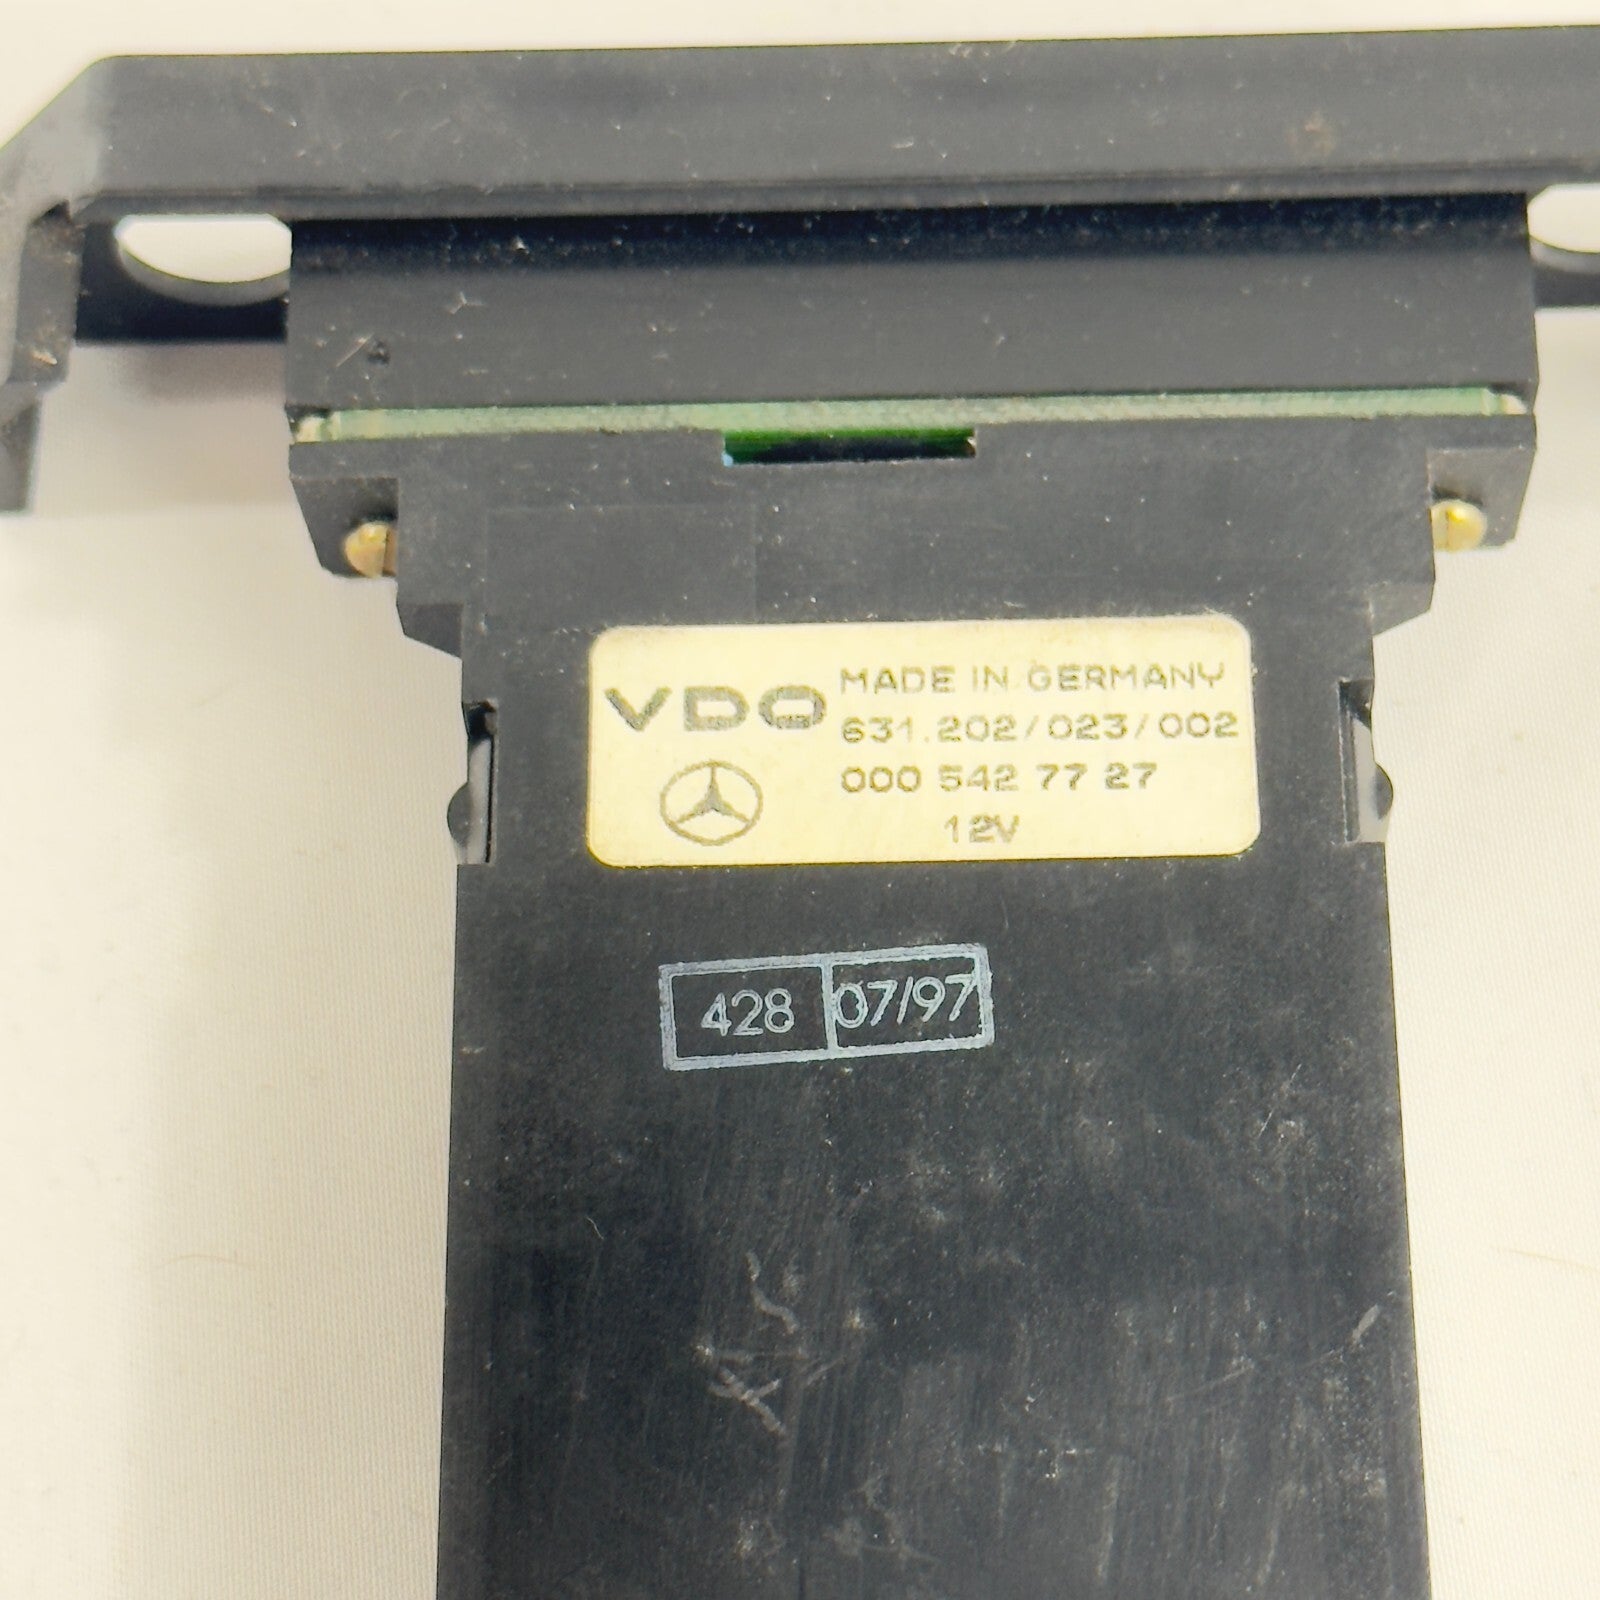 VDO
MADE IN GERMANY
631.202/023/002
000 542 77 27
12V
428 07/97